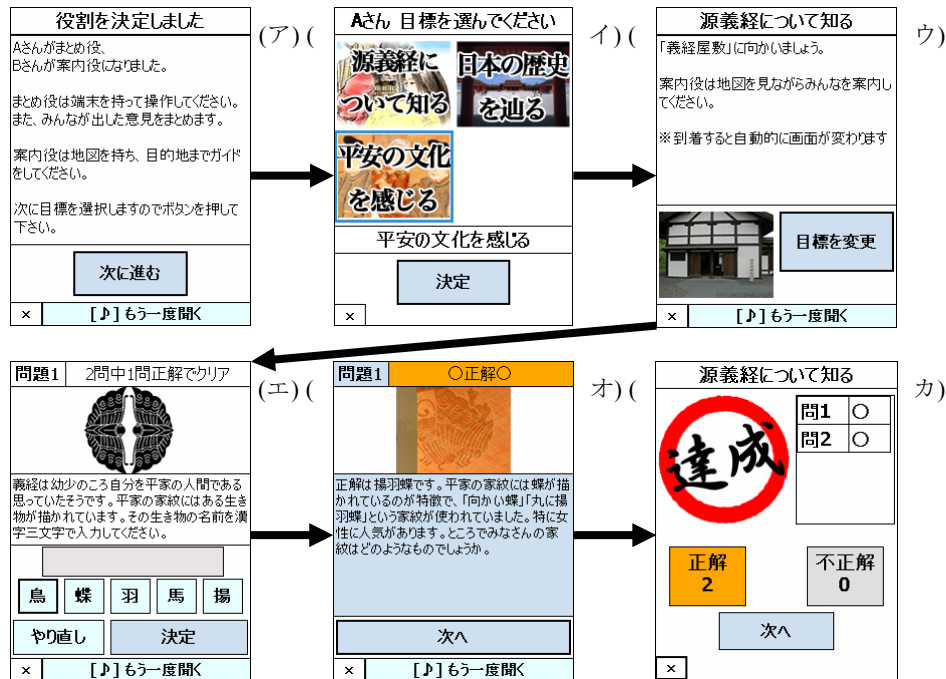 役割を決定しました
Aさんがまとめ役、
Bさんが案内役になりました。
まとめ役は端末を持って操作してください。
また、みんなが出した意見をまとめます。
案内役は地図を持ち、目的地までガイド
をしてください。
次に目標を選択しますのでボタンを押して
下さい。
次に進む
× [♪]もう一度聞く
(ア)
Aさん 目標を選んでください
源義経に
ついて知る
日本の歴史
を辿る
平安の文化
を感じる
平安の文化を感じる
決定
×
( イ)
源義経について知る
「義経屋敷」に向かいましょう。
案内役は地図を見ながらみんなを案内し
てください。
※到着すると自動的に画面が変わります
目標を変更
× [♪]もう一度聞く
( ウ)
問題1 2問中1問正解でクリア
義経は幼少のころ自分を平家の人間である
思っていたそうです。平家の家紋にはある生き
物が描かれています。その生き物の名前を漢
字三文字で入力してください。
鳥 蝶 羽 馬 揚
やり直し 決定
× [♪]もう一度聞く
(エ)
問題1 〇正解〇
正解は揚羽蝶です。平家の家紋には蝶が描
かれているのが特徴で、「向かい蝶」「丸に揚
羽蝶」という家紋が使われていました。特に女
性に人気があります。ところでみなさんの家
紋はどのようなものでしょうか。
次へ
× [♪]もう一度聞く
( オ)
源義経について知る
達成
問1 〇
問2 〇
正解
2
不正解
0
次へ
×
( カ)